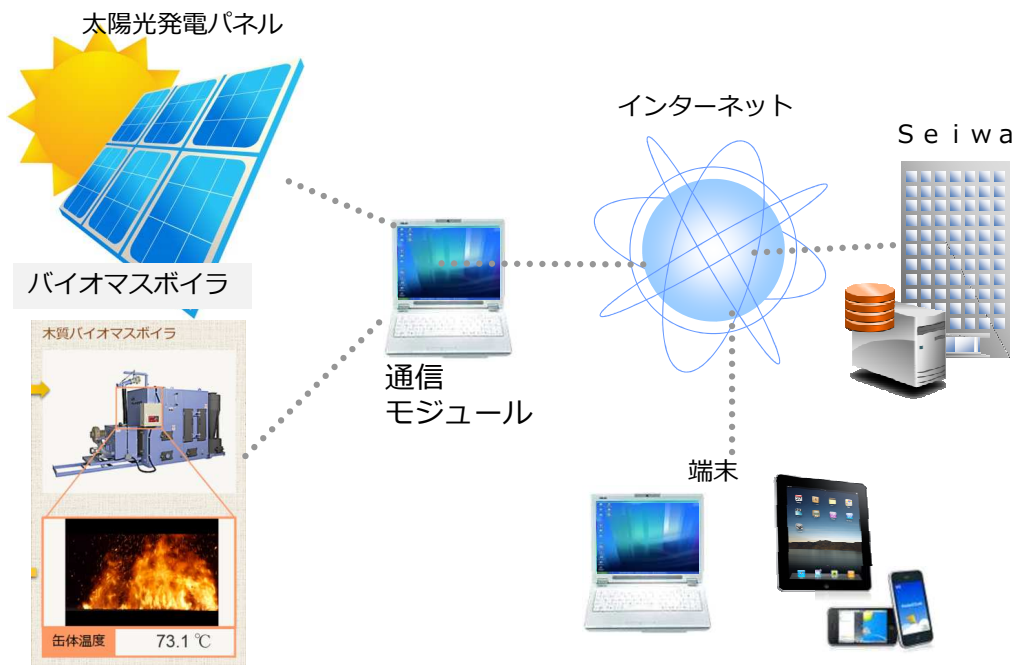 太陽光発電パネル
インターネット
Ｓｅｉｗａ
バイオマスボイラ
木質バイオマスボイラ
通信
モジュール
端末
缶体温度 73.1 ℃